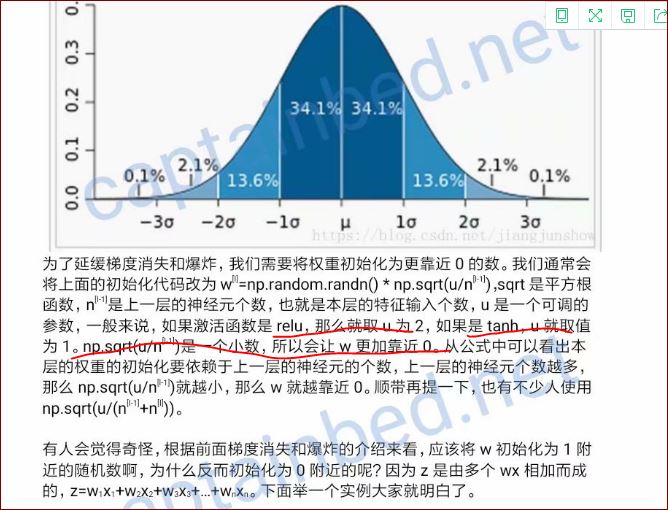 0.
0.3
0.2
0.1
0.0
34.1% 34.1%
0.1% 2.1% 13.6% 13.6% 2.1% 0.1%
−3σ −2σ −1σ μ 1σ 2σ 3σ
captainbed.net
https://blog.csdn.net/jiangjunshow
为了延缓梯度消失和爆炸，我们需要将权重初始化为更靠近 0 的数。我们通常会
将上面的初始化代码改为 w[l]=np.random.randn() * np.sqrt(u/n[l-1]),sqrt 是平方根
函数，n[l-1]是上一层的神经元个数，也就是本层的特征输入个数，u 是一个可调的
参数，一般来说，如果激活函数是 relu，那么就取 u 为 2，如果是 tanh，u 就取值
为 1。np.sqrt(u/n[l-1])是一个小数，所以会让 w 更加靠近 0。从公式中可以看出本
层的权重的初始化要依赖于上一层的神经元的个数，上一层的神经元个数越多，
那么 np.sqrt(u/n[l-1])就越小，那么 w 就越靠近 0。顺带再提一下，也有不少人使用
np.sqrt(u/(n[l-1]+n[l]))。
有人会觉得奇怪，根据前面梯度消失和爆炸的介绍来看，应该将 w 初始化为 1 附
近的随机数啊，为什么反而初始化为 0 附近的呢？因为 z 是由多个 wx 相加而成
的，z=w1x1+w2x2+w3x3+...+wnxn。下面举一个实例大家就明白了。
captainbed.net